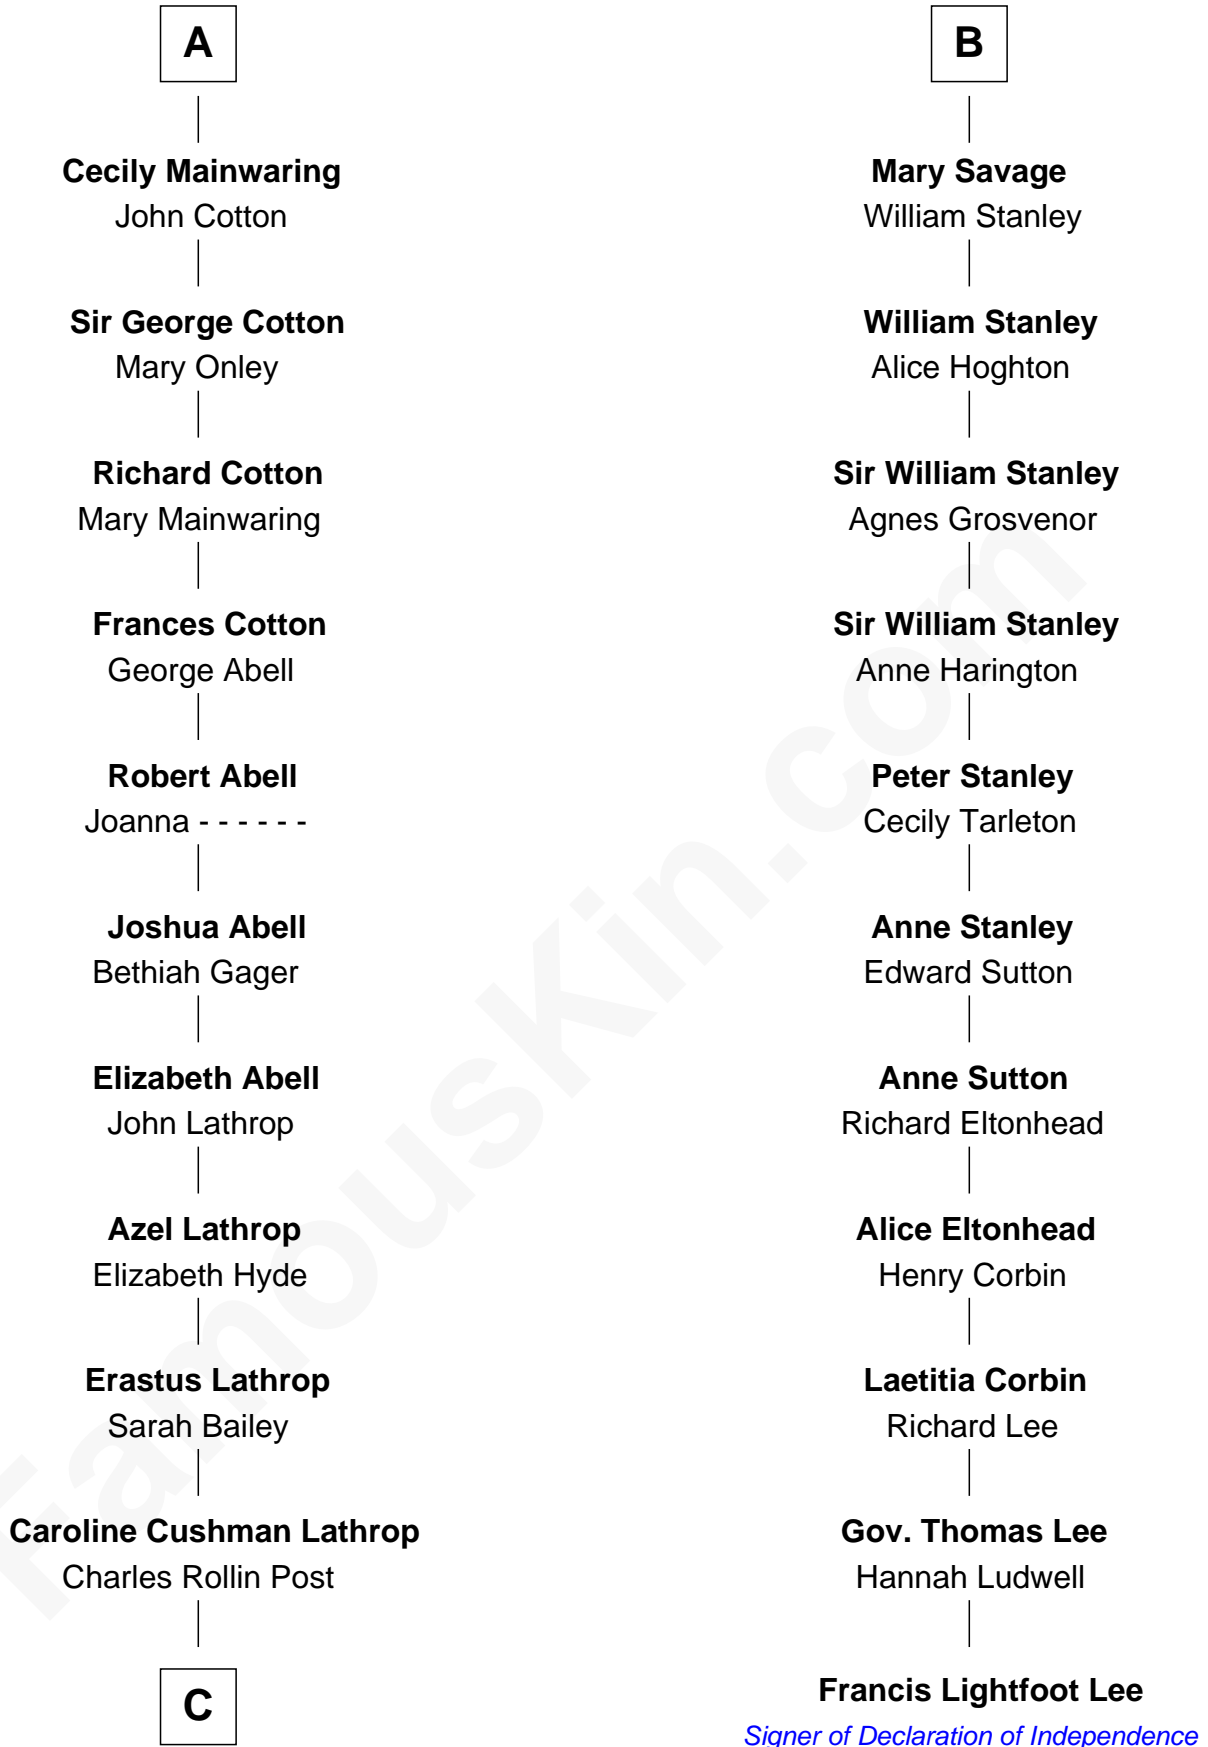 A
Cecily Mainwaring
John Cotton
Sir George Cotton
Mary Onley
Richard Cotton
Mary Mainwaring
Frances Cotton
George Abell
Robert Abell
Joanna - - - - - -
Joshua Abell
Bethiah Gager
Elizabeth Abell
John Lathrop
Azel Lathrop
Elizabeth Hyde
Erastus Lathrop
Sarah Bailey
Caroline Cushman Lathrop
Charles Rollin Post
C
B
Mary Savage
William Stanley
William Stanley
Alice Hoghton
Sir William Stanley
Agnes Grosvenor
Sir William Stanley
Anne Harington
Peter Stanley
Cecily Tarleton
Anne Stanley
Edward Sutton
Anne Sutton
Richard Eltonhead
Alice Eltonhead
Henry Corbin
Laetitia Corbin
Richard Lee
Gov. Thomas Lee
Hannah Ludwell
Francis Lightfoot Lee
Signer of Declaration of Independence
FamousKin.com